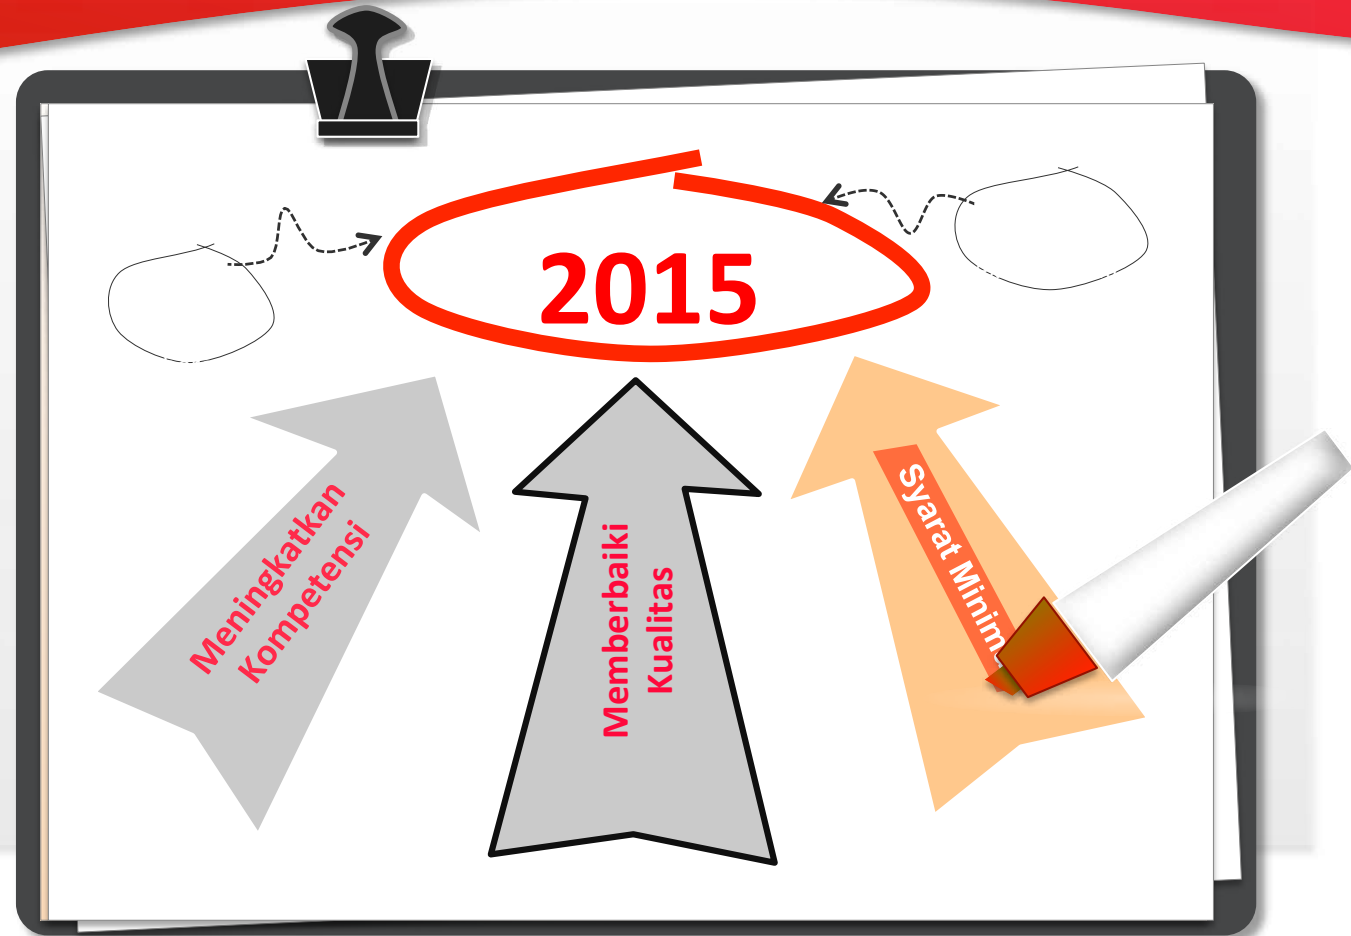 2015
Meningkatkan
Kompetensi
Memberbaiki
Kualitas
Syarat